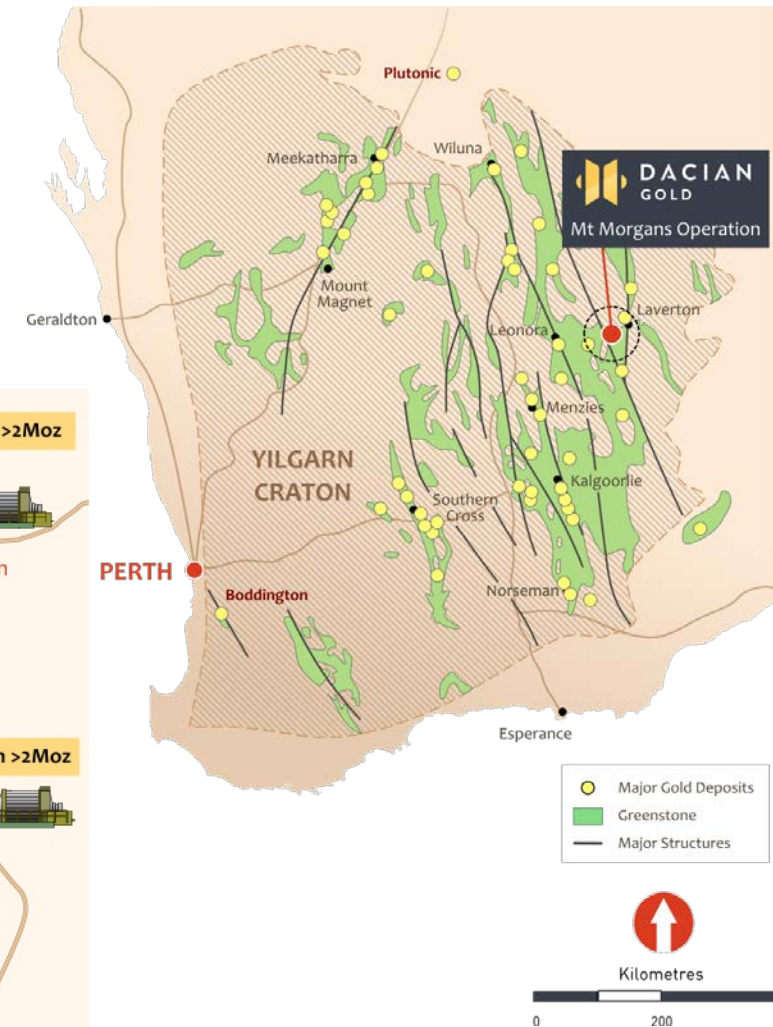 Plutonic
Meekatharra
Wiluna
DACIAN
GOLD
Mt Morgans Operation
Mount
Magnet
Geraldton
Laverton
Leonora
Menzies
>2Moz
YILGARN
CRATON
Southern
Cross
Kalgoorlie
PERTH
Boddington
Norseman
>2Moz
Esperance
Major Gold Deposits
Greenstone
Major Structures
Kilometres
0
200